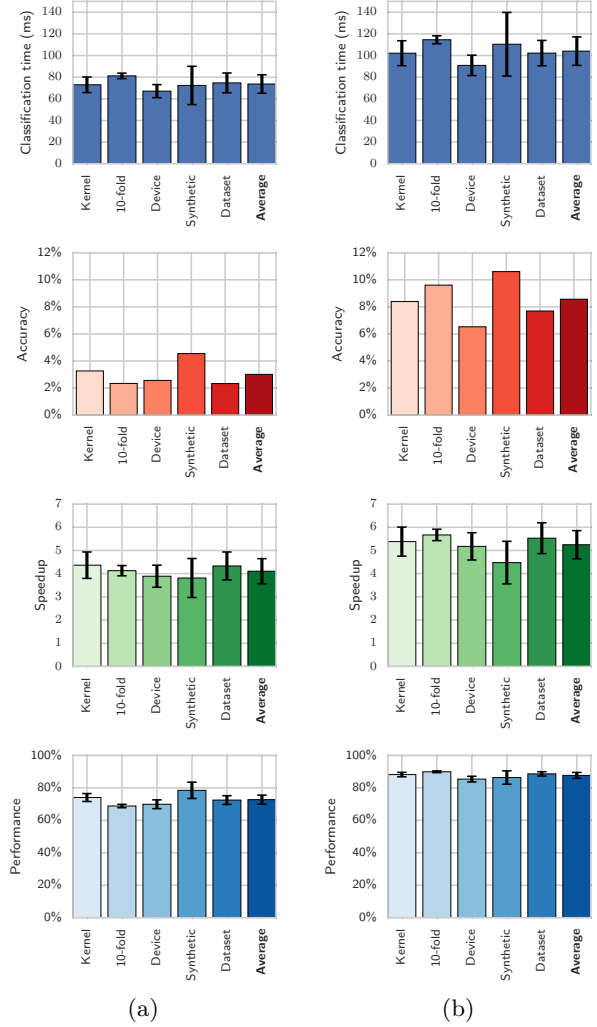 Classification time (ms)
140
120
100
80
60
40
20
0
Kernel
10-fold
Device
Synthetic
Dataset
Average
Classification time (ms)
140
120
100
80
60
40
20
0
Kernel
10-fold
Device
Synthetic
Dataset
Average
Accuracy
12%
10%
8%
6%
4%
2%
0%
Kernel
10-fold
Device
Synthetic
Dataset
Average
Accuracy
12%
10%
8%
6%
4%
2%
0%
Kernel
10-fold
Device
Synthetic
Dataset
Average
Speedup
7
6
5
4
3
2
1
0
Kernel
10-fold
Device
Synthetic
Dataset
Average
Speedup
7
6
5
4
3
2
1
0
Kernel
10-fold
Device
Synthetic
Dataset
Average
Performance
100%
80%
60%
40%
20%
0%
Kernel
10-fold
Device
Synthetic
Dataset
Average
Performance
100%
80%
60%
40%
20%
0%
Kernel
10-fold
Device
Synthetic
Dataset
Average
(a)
(b)